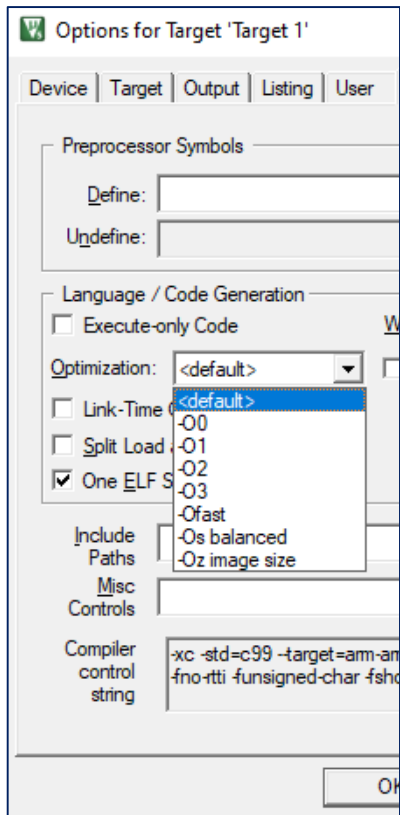 Options for Target 'Target 1'
Device Target Output Listing User
Preprocessor Symbols
Define:
Undefine:
Language / Code Generation
Execute-only Code
Optimization: <default>
<default>
-O0
-O1
-O2
-O3
-Ofast
-Os balanced
-Oz image size
Link-Time
Split Load
One ELF S
Include
Paths
Misc
Controls
Compiler
control
string
-xc -std=c99 --target=arm-arm
-fno-rtti -funsigned-char -fsho
OK